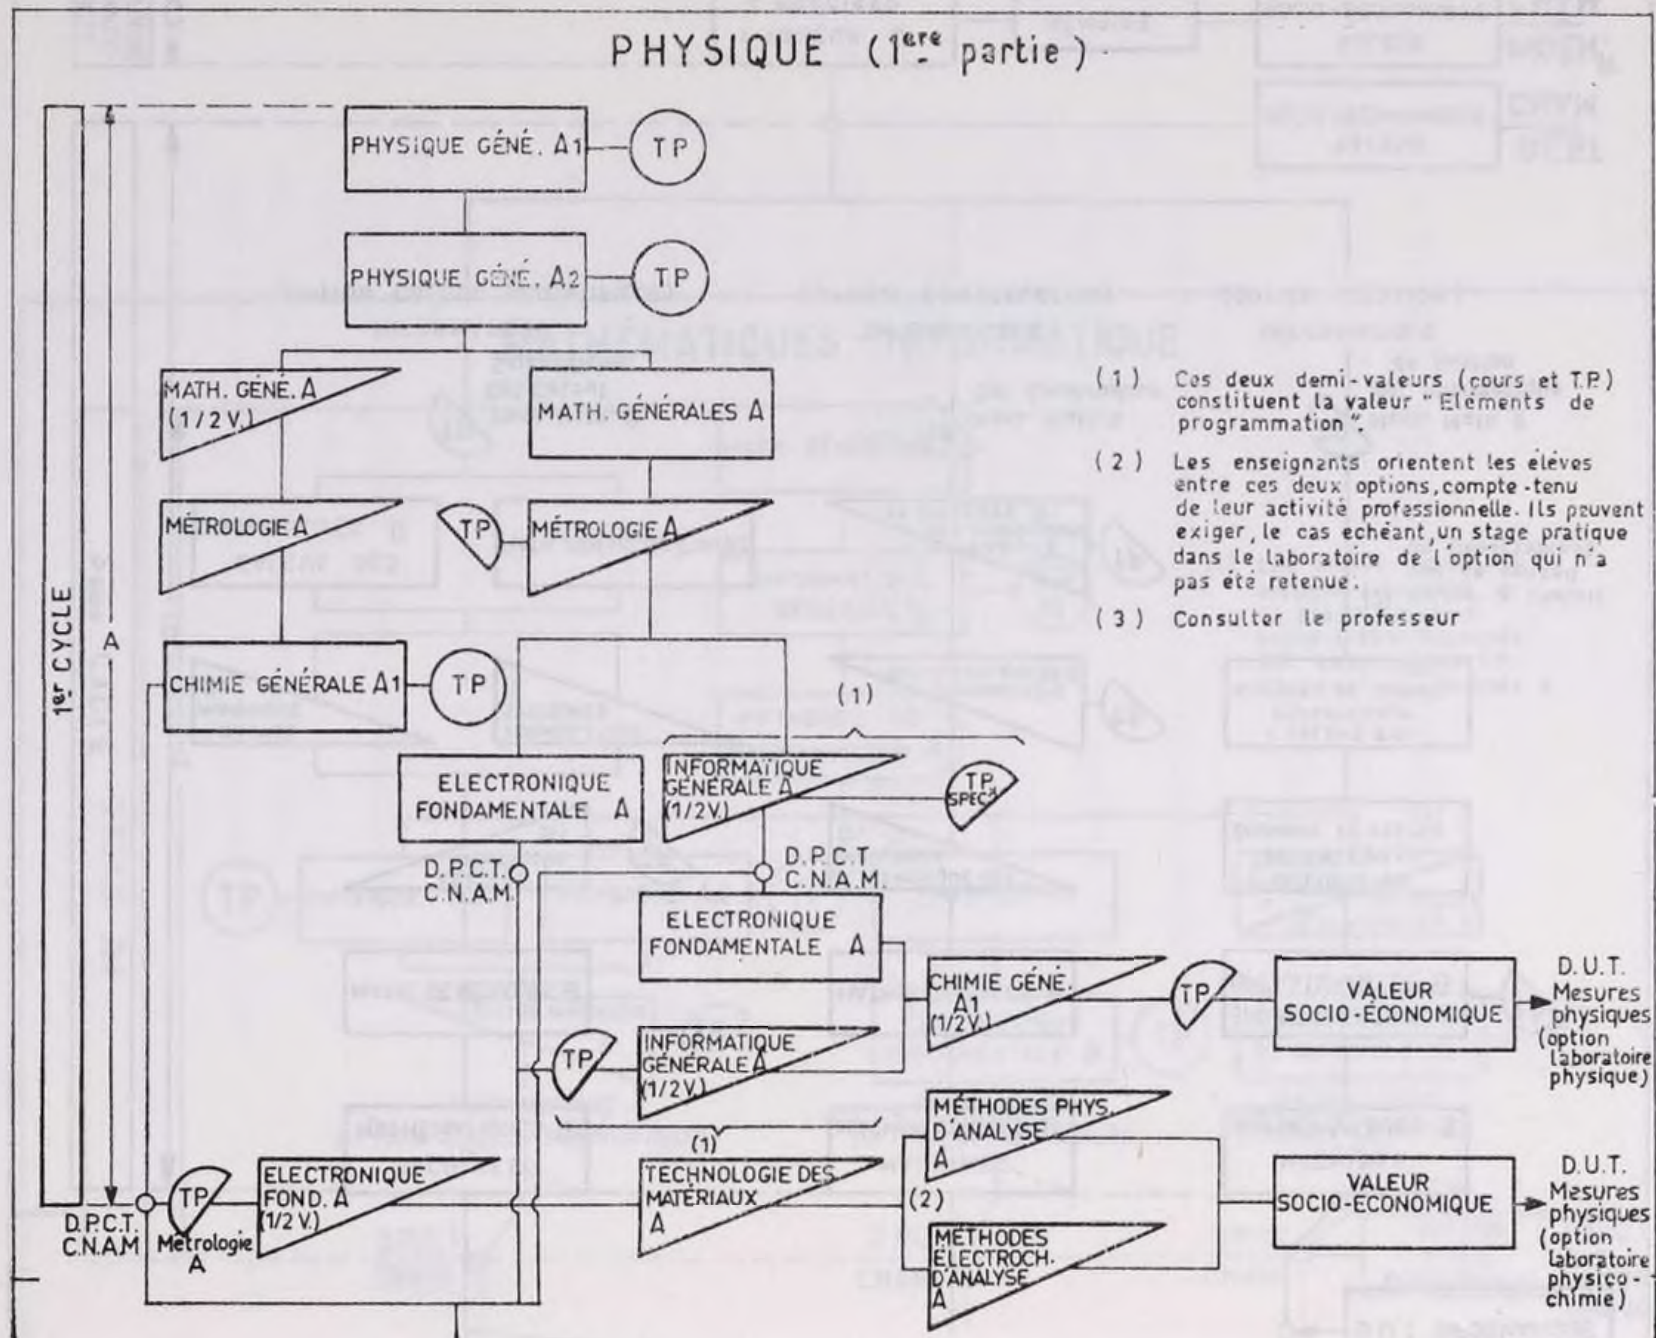 PHYSIQUE (1ere partie)
PHYSIQUE GÉNÉ. A1
TP
PHYSIQUE GÉNÉ. A2
TP
MATH. GÉNÉ. A
(1/2 V.)
MATH. GÉNÉRALES A
(1) Ces deux demi-valeurs (cours et T.P.)
constituent la valeur "Eléments de
programmation".
(2) Les enseignants orientent les élèves
entre ces deux options, compte-tenu
de leur activité professionnelle. Ils peuvent
exiger, le cas echéant, un stage pratique
dans le laboratoire de l'option qui n'a
pas été retenue.
(3) Consulter le professeur
MÉTROLOGIE A
TP
MÉTROLOGIE A
1er CYCLE
A
CHIMIE GÉNÉRALE A1
TP
(1)
ELECTRONIQUE
FONDAMENTALE A
INFORMATIQUE
GÉNÉRALE A
(1/2 V.)
TP
SPECx
D.P.C.T.
C.N.A.M.
D.P.C.T
C.N.A.M.
ELECTRONIQUE
FONDAMENTALE A
CHIMIE GÉNÉ.
A1
(1/2 V.)
TP
VALEUR
SOCIO-ÉCONOMIQUE
D.U.T.
Mesures
physiques
(option
laboratoire
physique)
TP
INFORMATIQUE
GÉNÉRALE A
(1/2 V.)
(1)
MÉTHODES PHYS.
D'ANALYSE
A
D.P.C.T.
C.N.A.M
TP
Métrologie
A
ELECTRONIQUE
FOND. A
(1/2 V.)
TECHNOLOGIE DES
MATÉRIAUX
A
(2)
MÉTHODES
ELECTROCH.
D'ANALYSE
A
VALEUR
SOCIO-ÉCONOMIQUE
D.U.T.
Mesures
physiques
(option
laboratoire
physico-
chimie)